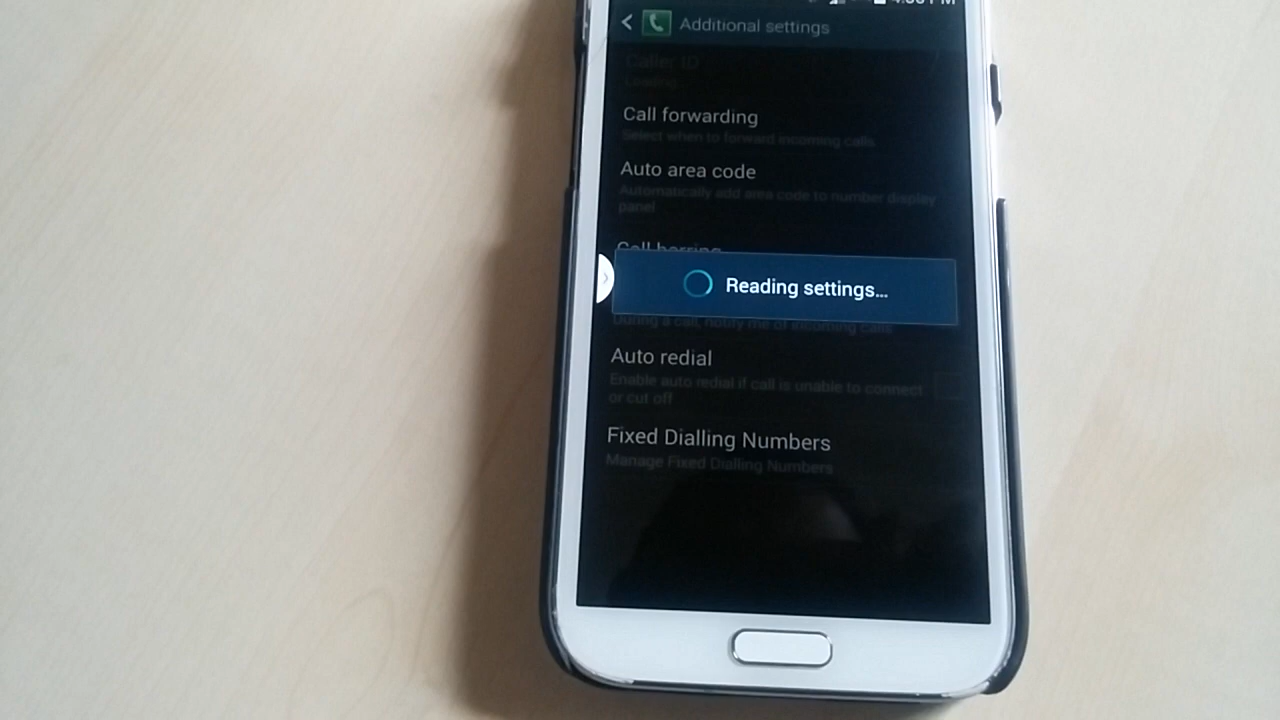 Additional settings
Caller ID
Loading
Call forwarding
Select when to forward incoming calls
Auto area code
Automatically add area code to number display
panel
Call barring
Reading settings...
During a call, notify me of incoming calls
Auto redial
Enable auto redial if call is unable to connect
or cut off
Fixed Dialling Numbers
Manage Fixed Dialling Numbers